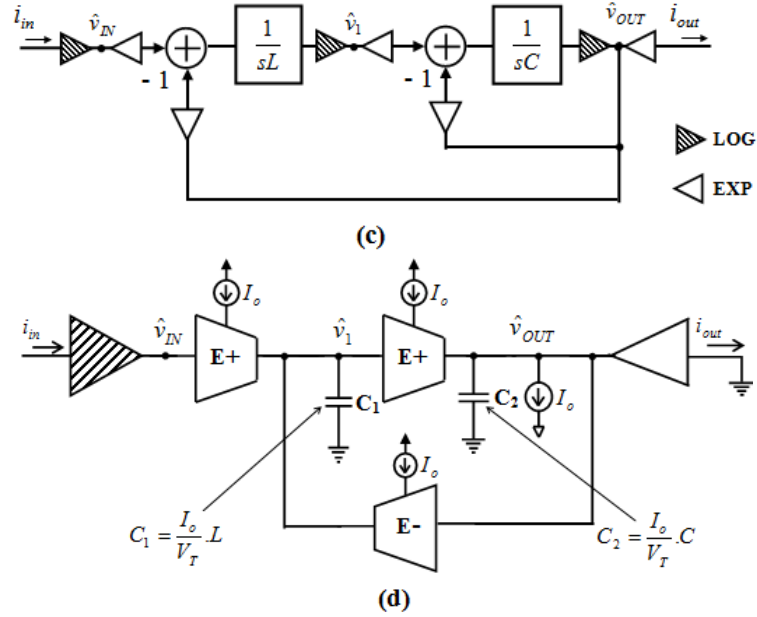 i_in v̂_IN v̂_1 v̂_OUT i_out
1/sL 1/sC
- 1 - 1
LOG
EXP
(c)
I_o I_o
i_in v̂_IN v̂_1 v̂_OUT i_out
E+ E+
C_1 C_2 I_o
I_o
E-
C_1 = I_o/V_T .L C_2 = I_o/V_T .C
(d)